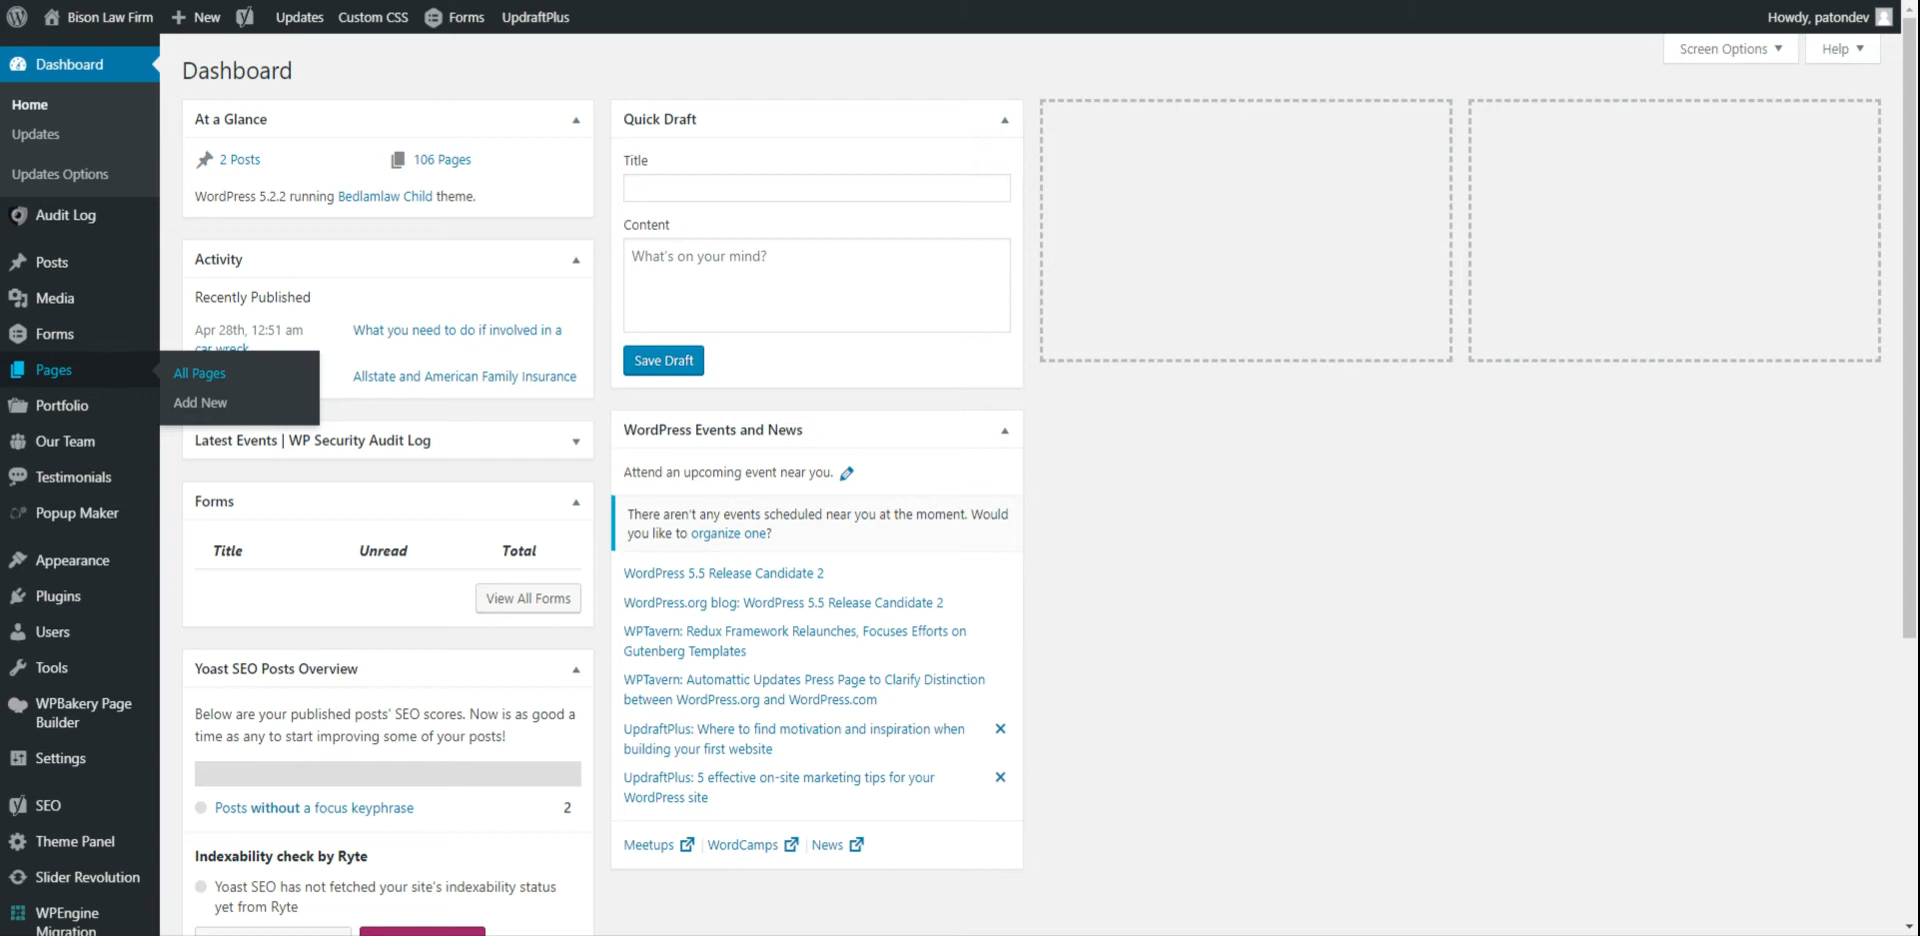 Bison Law Firm
New
Updates
Custom CSS
Forms
UpdraftPlus
Howdy, patondev
Screen Options
Help
Dashboard
Home
Updates
Updates Options
Audit Log
Posts
Media
Forms
Pages
All Pages
Add New
Portfolio
Our Team
Testimonials
Popup Maker
Appearance
Plugins
Users
Tools
WPBakery Page
Builder
Settings
SEO
Theme Panel
Slider Revolution
WPEngine
Migration
Dashboard
At a Glance
2 Posts
106 Pages
WordPress 5.2.2 running Bedlamlaw Child theme.
Activity
Recently Published
Apr 28th, 12:51 am
What you need to do if involved in a
car wreck
Allstate and American Family Insurance
Latest Events | WP Security Audit Log
Forms
Title Unread Total
View All Forms
Yoast SEO Posts Overview
Below are your published posts' SEO scores. Now is as good a
time as any to start improving some of your posts!
Posts without a focus keyphrase 2
Indexability check by Ryte
Yoast SEO has not fetched your site's indexability status
yet from Ryte
Quick Draft
Title
Content
What's on your mind?
Save Draft
WordPress Events and News
Attend an upcoming event near you.
There aren't any events scheduled near you at the moment. Would
you like to organize one?
WordPress 5.5 Release Candidate 2
WordPress.org blog: WordPress 5.5 Release Candidate 2
WPTavern: Redux Framework Relaunches, Focuses Efforts on
Gutenberg Templates
WPTavern: Automattic Updates Press Page to Clarify Distinction
between WordPress.org and WordPress.com
UpdraftPlus: Where to find motivation and inspiration when
building your first website
UpdraftPlus: 5 effective on-site marketing tips for your
WordPress site
Meetups | WordCamps | News